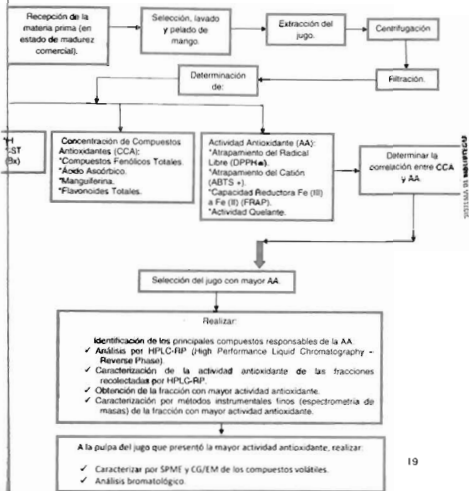 Recepción de la
materia prima (en
estado de madurez
comercial).
Selección, lavado
y pelado de
mango.
Extracción del
jugo.
Centrifugación
Filtración.
Determinación
de:
-ST
(Bx)
Concentración de Compuestos
Antioxidantes (CCA):
*Compuestos Fenólicos Totales.
*Ácido Ascórbico.
*Manguiferina.
*Flavonoides Totales.
Actividad Antioxidante (AA):
*Atrapamiento del Radical
Libre (DPPH●).
*Atrapamiento del Catión
(ABTS +).
*Capacidad Reductora Fe (III)
a Fe (II) (FRAP).
*Actividad Quelante.
Determinar la
correlación entre CCA
y AA.
Selección del jugo con mayor AA.
Realizar:
Identificación de los principales compuestos responsables de la AA.
✓ Análisis por HPLC-RP (High Performance Liquid Chromatography –
Reverse Phase).
✓ Caracterización de la actividad antioxidante de las fracciones
recolectadas por HPLC-RP.
✓ Obtención de la fracción con mayor actividad antioxidante.
✓ Caracterización por métodos instrumentales finos (espectrometría de
masas) de la fracción con mayor actividad antioxidante.
A la pulpa del jugo que presentó la mayor actividad antioxidante, realizar:
✓ Caracterizar por SPME y CG/EM de los compuestos volátiles.
✓ Análisis bromatológico.
19